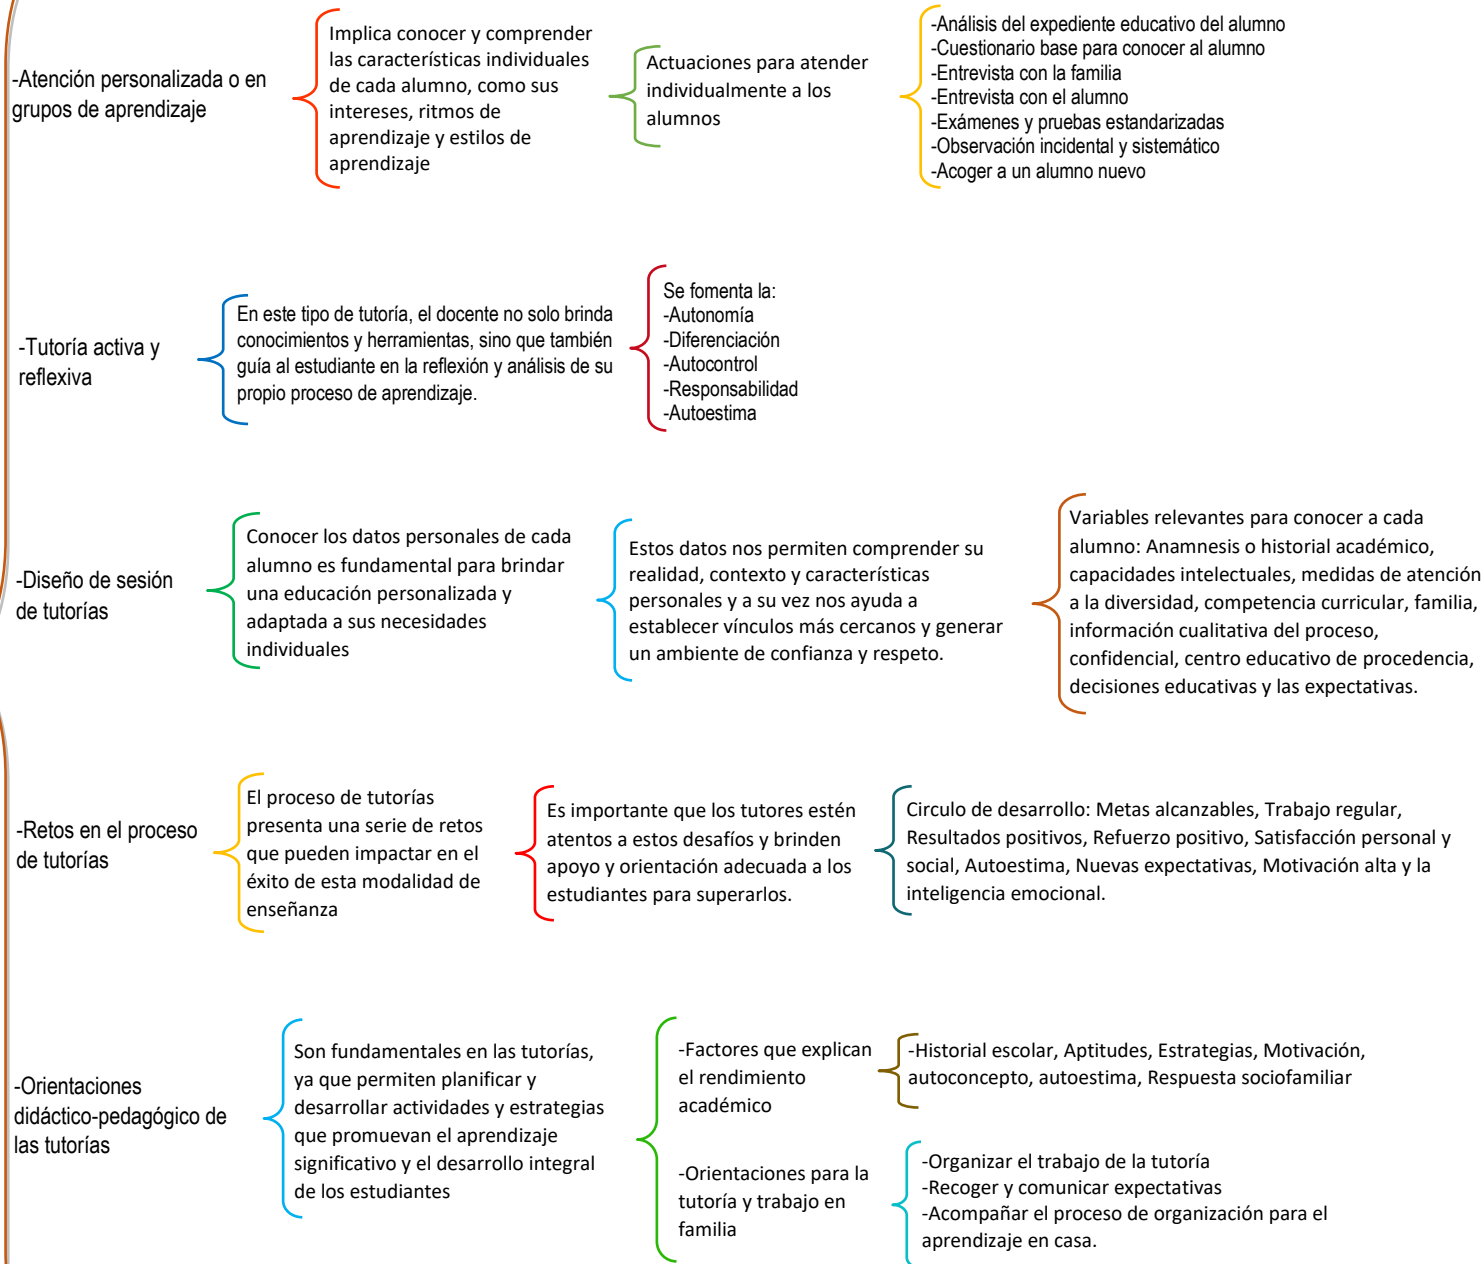 -Atención personalizada o en
grupos de aprendizaje
Implica conocer y comprender
las características individuales
de cada alumno, como sus
intereses, ritmos de
aprendizaje y estilos de
aprendizaje
Actuaciones para atender
individualmente a los
alumnos
-Análisis del expediente educativo del alumno
-Cuestionario base para conocer al alumno
-Entrevista con la familia
-Entrevista con el alumno
-Exámenes y pruebas estandarizadas
-Observación incidental y sistemático
-Acoger a un alumno nuevo
-Tutoría activa y
reflexiva
En este tipo de tutoría, el docente no solo brinda
conocimientos y herramientas, sino que también
guía al estudiante en la reflexión y análisis de su
propio proceso de aprendizaje.
Se fomenta la:
-Autonomía
-Diferenciación
-Autocontrol
-Responsabilidad
-Autoestima
-Diseño de sesión
de tutorías
Conocer los datos personales de cada
alumno es fundamental para brindar
una educación personalizada y
adaptada a sus necesidades
individuales
Estos datos nos permiten comprender su
realidad, contexto y características
personales y a su vez nos ayuda a
establecer vínculos más cercanos y generar
un ambiente de confianza y respeto.
Variables relevantes para conocer a cada
alumno: Anamnesis o historial académico,
capacidades intelectuales, medidas de atención
a la diversidad, competencia curricular, familia,
información cualitativa del proceso,
confidencial, centro educativo de procedencia,
decisiones educativas y las expectativas.
-Retos en el proceso
de tutorías
El proceso de tutorías
presenta una serie de retos
que pueden impactar en el
éxito de esta modalidad de
enseñanza
Es importante que los tutores estén
atentos a estos desafíos y brinden
apoyo y orientación adecuada a los
estudiantes para superarlos.
Circulo de desarrollo: Metas alcanzables, Trabajo regular,
Resultados positivos, Refuerzo positivo, Satisfacción personal y
social, Autoestima, Nuevas expectativas, Motivación alta y la
inteligencia emocional.
-Orientaciones
didáctico-pedagógico de
las tutorías
Son fundamentales en las tutorías,
ya que permiten planificar y
desarrollar actividades y estrategias
que promuevan el aprendizaje
significativo y el desarrollo integral
de los estudiantes
-Factores que explican
el rendimiento
académico
-Historial escolar, Aptitudes, Estrategias, Motivación,
autoconcepto, autoestima, Respuesta sociofamiliar
-Orientaciones para la
tutoría y trabajo en
familia
-Organizar el trabajo de la tutoría
-Recoger y comunicar expectativas
-Acompañar el proceso de organización para el
aprendizaje en casa.